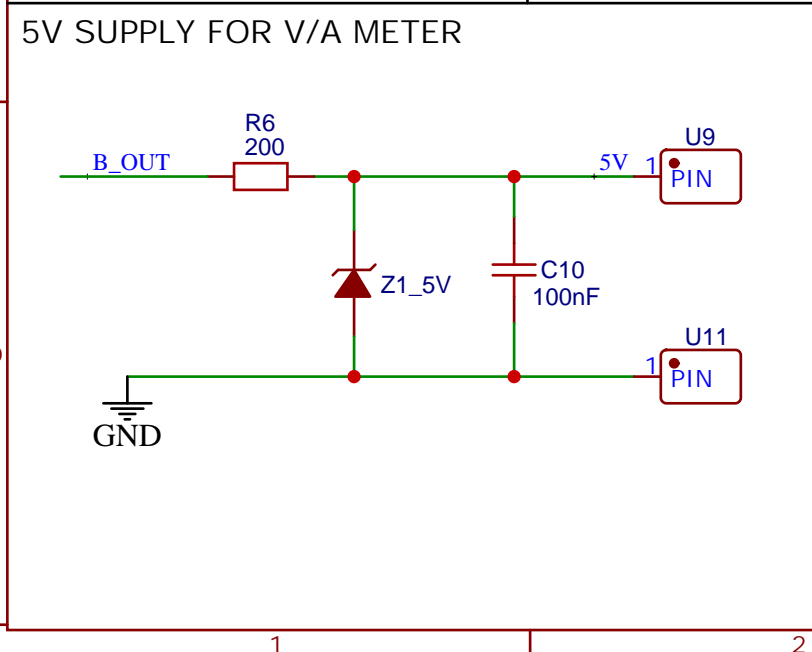 5V SUPPLY FOR V/A METER
R6
200
B_OUT
5V
1
U9
PIN
Z1_5V
C10
100nF
U11
1
PIN
GND
1
2